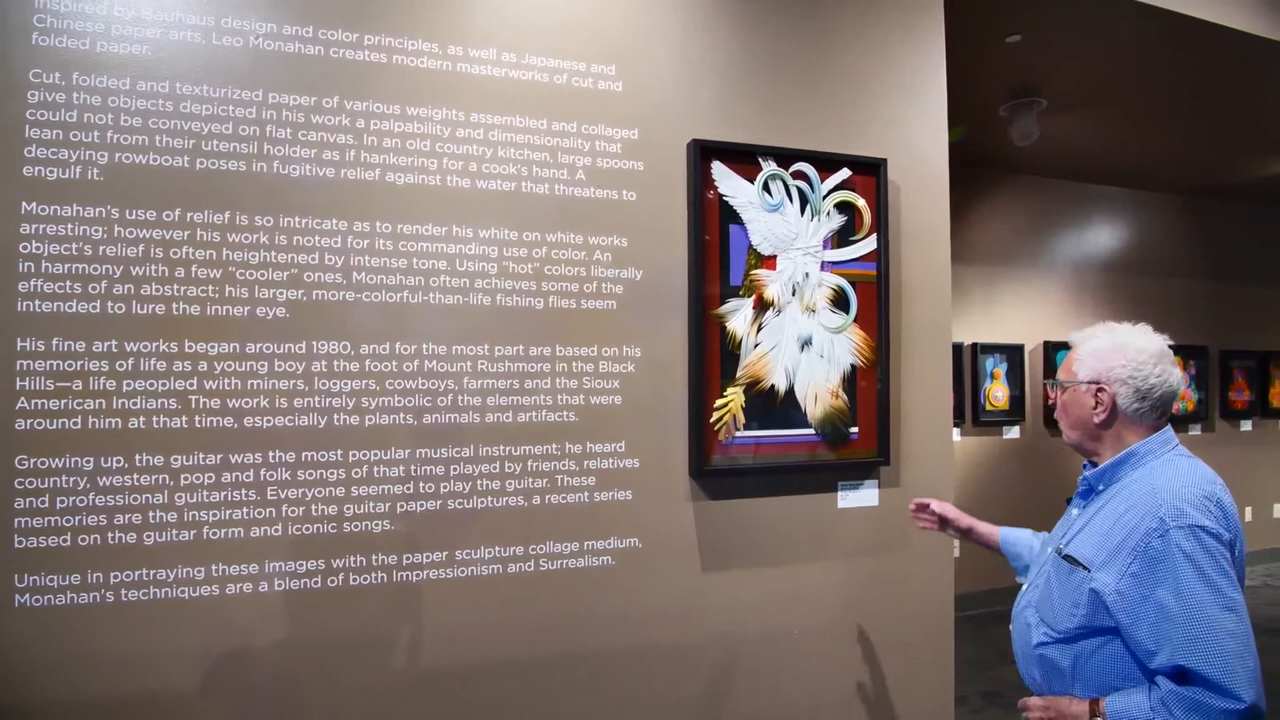 Inspired by Bauhaus design and color principles, as well as Japanese and
Chinese paper arts, Leo Monahan creates modern masterworks of cut and
folded paper.
Cut, folded and texturized paper of various weights assembled and collaged
give the objects depicted in his work a palpability and dimensionality that
could not be conveyed on flat canvas. In an old country kitchen, large spoons
lean out from their utensil holder as if hankering for a cook's hand. A
decaying rowboat poses in fugitive relief against the water that threatens to
engulf it.
Monahan's use of relief is so intricate as to render his white on white works
arresting; however his work is noted for its commanding use of color. An
object's relief is often heightened by intense tone. Using "hot" colors liberally
in harmony with a few "cooler" ones, Monahan often achieves some of the
effects of an abstract; his larger, more-colorful-than-life fishing flies seem
intended to lure the inner eye.
His fine art works began around 1980, and for the most part are based on his
memories of life as a young boy at the foot of Mount Rushmore in the Black
Hills—a life peopled with miners, loggers, cowboys, farmers and the Sioux
American Indians. The work is entirely symbolic of the elements that were
around him at that time, especially the plants, animals and artifacts.
Growing up, the guitar was the most popular musical instrument; he heard
country, western, pop and folk songs of that time played by friends, relatives
and professional guitarists. Everyone seemed to play the guitar. These
memories are the inspiration for the guitar paper sculptures, a recent series
based on the guitar form and iconic songs.
Unique in portraying these images with the paper sculpture collage medium,
Monahan's techniques are a blend of both Impressionism and Surrealism.